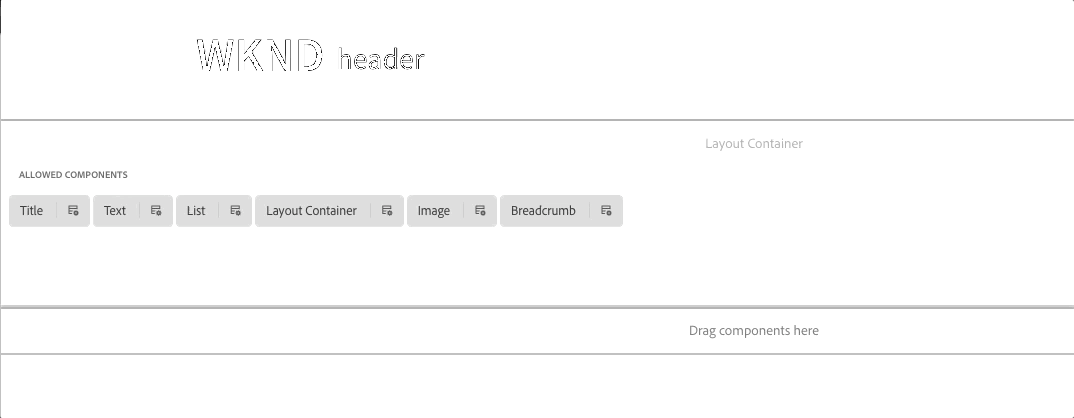 WKND header
Layout Container
ALLOWED COMPONENTS
Title Text List Layout Container Image Breadcrumb
Drag components here